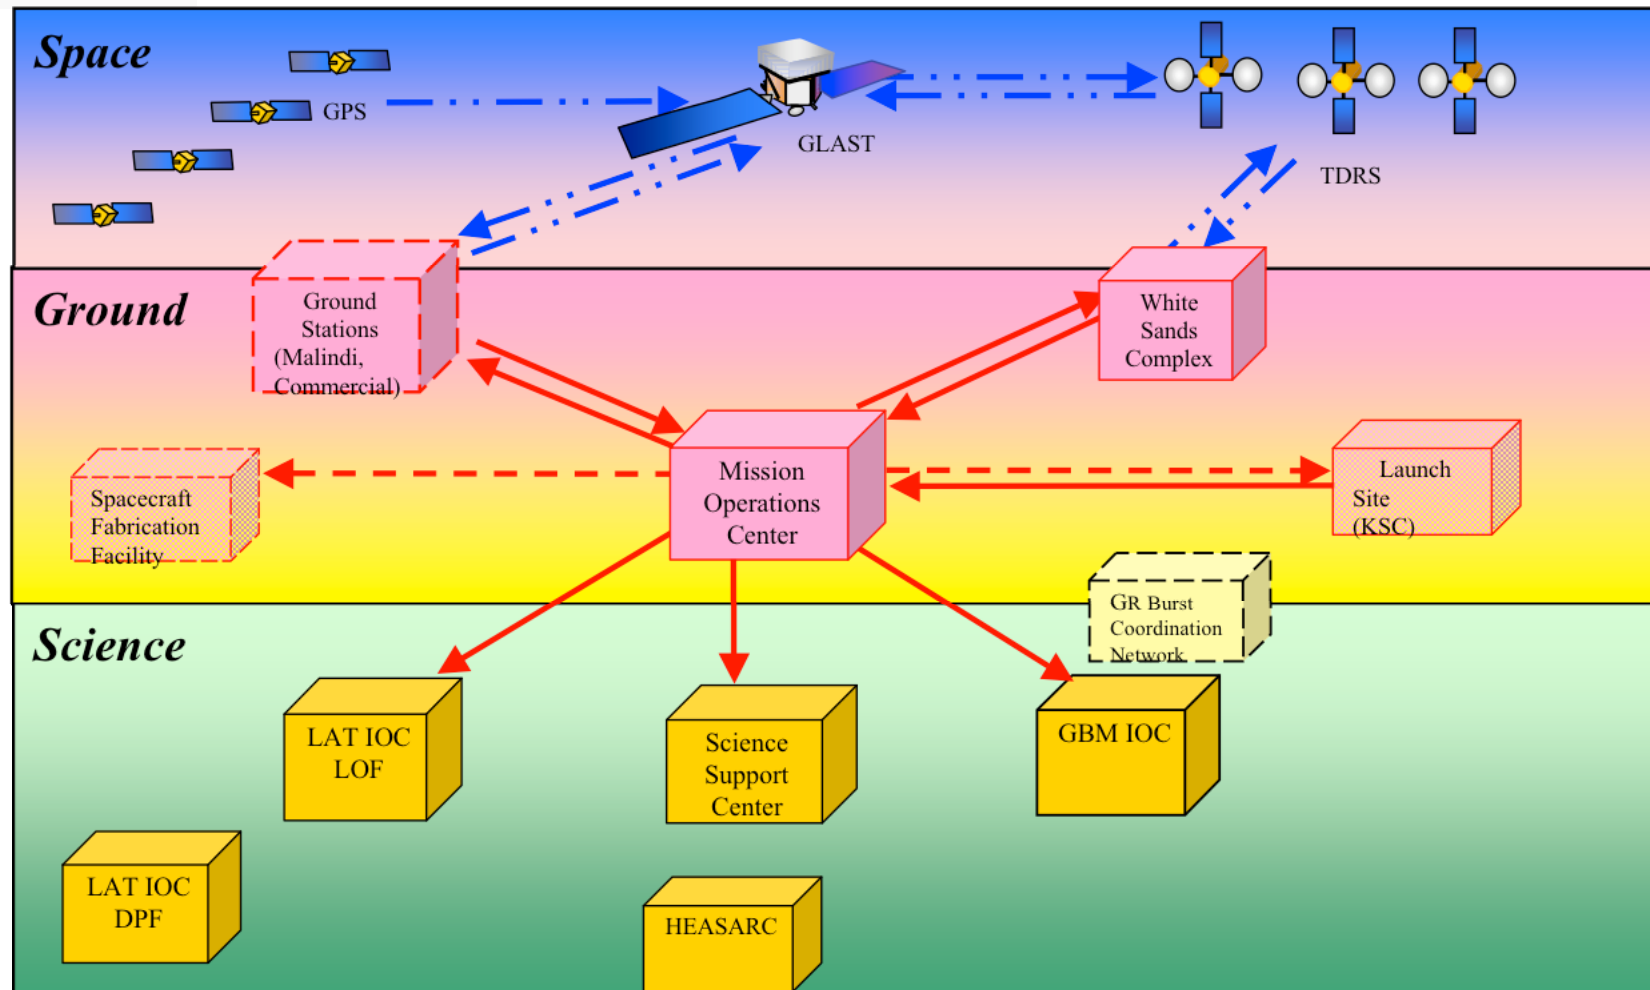 Space
GPS
GLAST
TDRS
Ground
Ground
Stations
(Malindi,
Commercial)
White
Sands
Complex
Mission
Operations
Center
Launch
Site
(KSC)
Spacecraft
Fabrication
Facility
GR Burst
Coordination
Network
Science
LAT IOC
LOF
Science
Support
Center
GBM IOC
LAT IOC
DPF
HEASARC